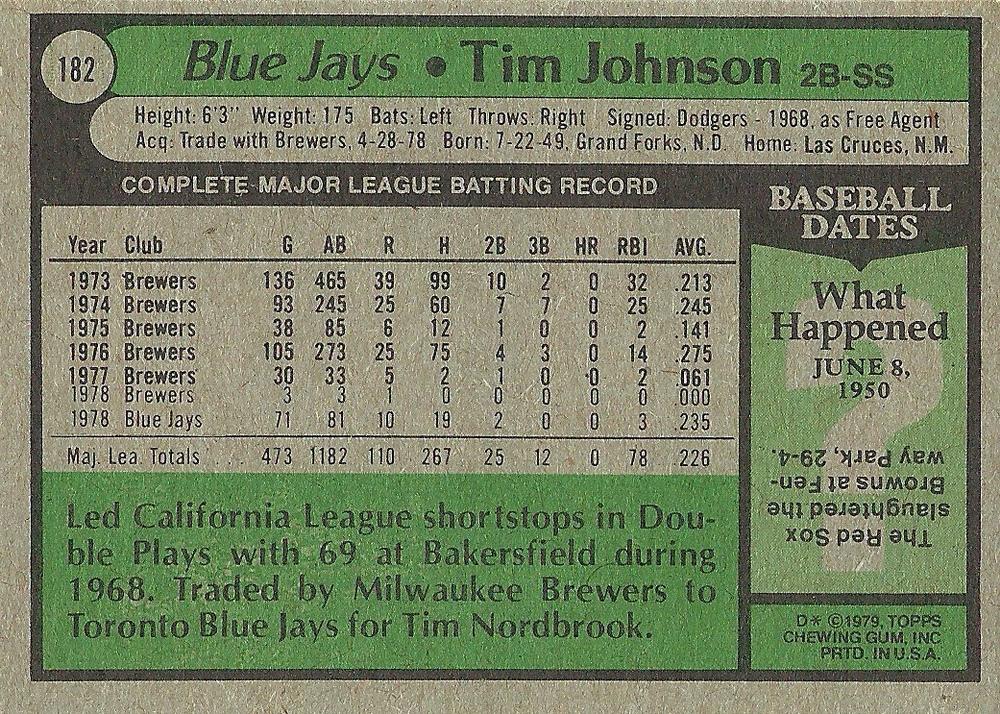 182 Blue Jays • Tim Johnson 2B-SS
Height: 6'3" Weight: 175 Bats: Left Throws: Right Signed: Dodgers - 1968, as Free Agent
Acq: Trade with Brewers, 4-28-78 Born: 7-22-49, Grand Forks, N.D. Home: Las Cruces, N.M.
COMPLETE MAJOR LEAGUE BATTING RECORD
Year Club G AB R H 2B 3B HR RBI AVG.
1973 Brewers 136 465 39 99 10 2 0 32 .213
1974 Brewers 93 245 25 60 7 7 0 25 .245
1975 Brewers 38 85 6 12 1 0 0 2 .141
1976 Brewers 105 273 25 75 4 3 0 14 .275
1977 Brewers 30 33 5 2 1 0 0 2 .061
1978 Brewers 3 3 1 0 0 0 0 0 .000
1978 Blue Jays 71 81 10 19 2 0 0 3 .235
Maj. Lea. Totals 473 1182 110 267 25 12 0 78 .226
Led California League shortstops in Dou-
ble Plays with 69 at Bakersfield during
1968. Traded by Milwaukee Brewers to
Toronto Blue Jays for Tim Nordbrook.
BASEBALL
DATES
What
Happened
JUNE 8,
1950
The Red Sox
slaughtered the
Browns at Fen-
way Park, 29-4.
D* ©1979, TOPPS
CHEWING GUM, INC
PRTD. IN U.S.A.